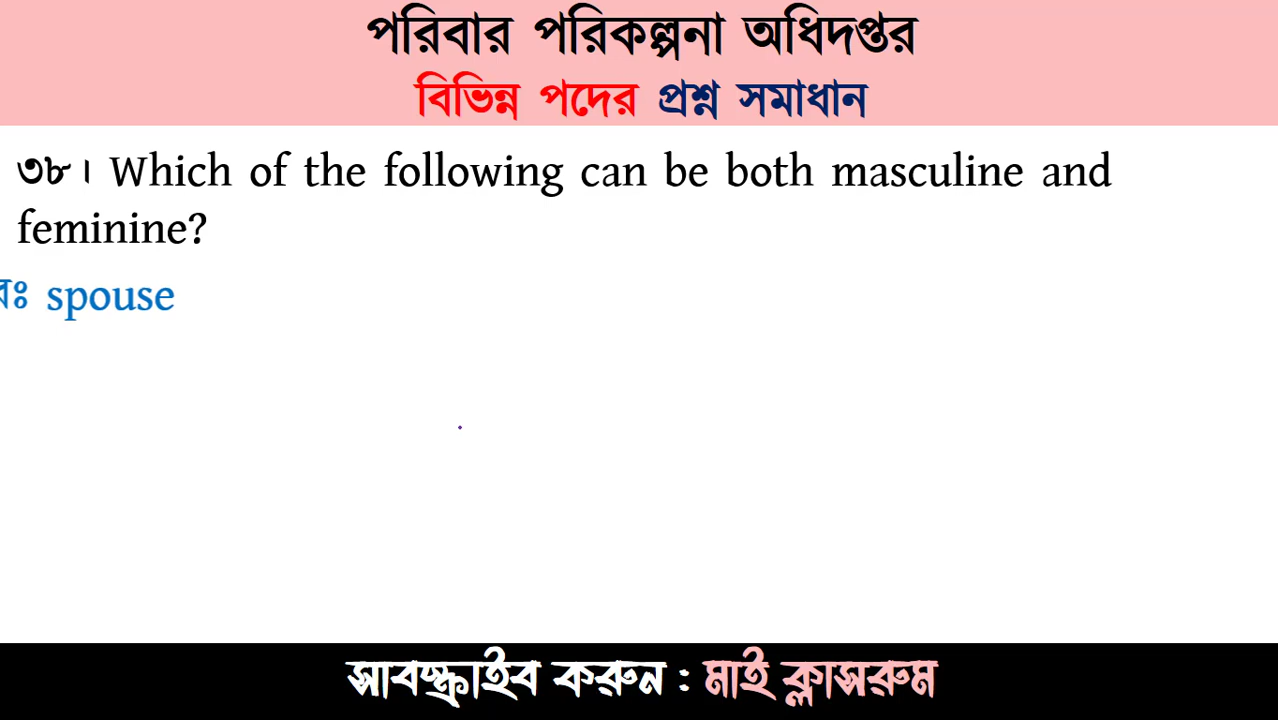 পরিবার পরিকল্পনা অধিদপ্তর
বিভিন্ন পদের প্রশ্ন সমাধান
৩৮। Which of the following can be both masculine and
feminine?
রঃ spouse
সাবস্ক্রাইব করুন : মাই ক্লাসরুম